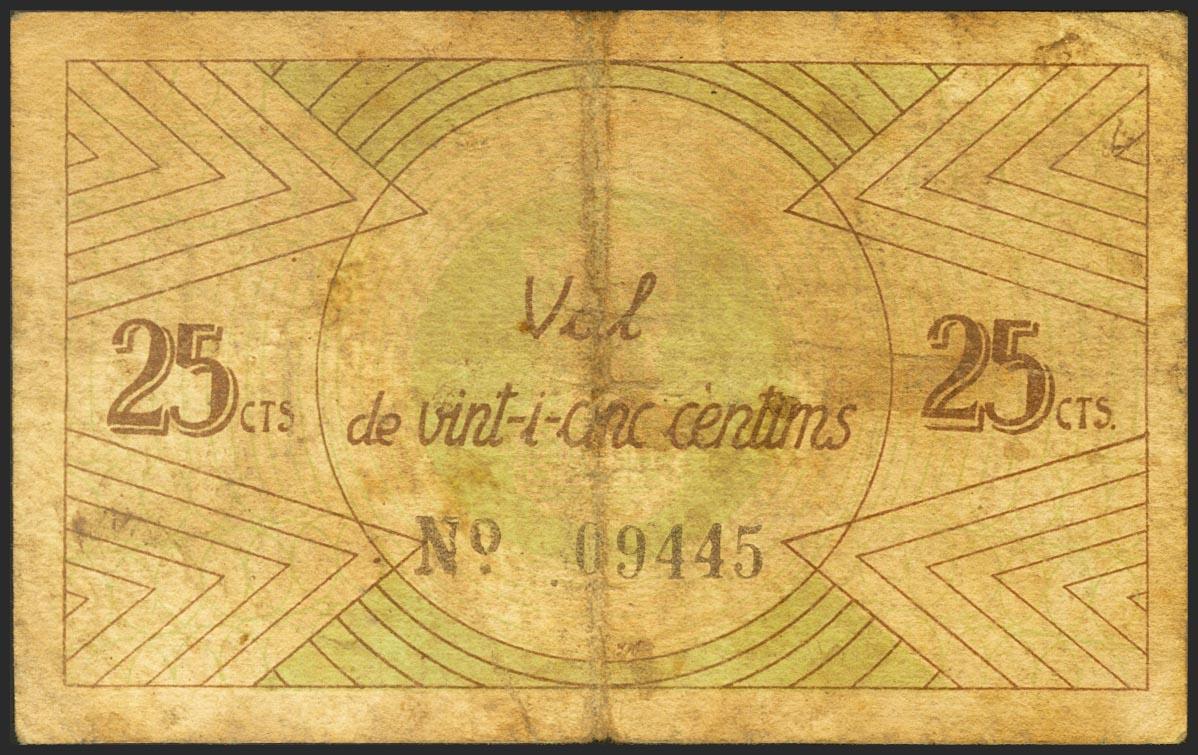 Val
25 CTS
de vint-i-cinc cèntims
25 CTS.
Nº 09445